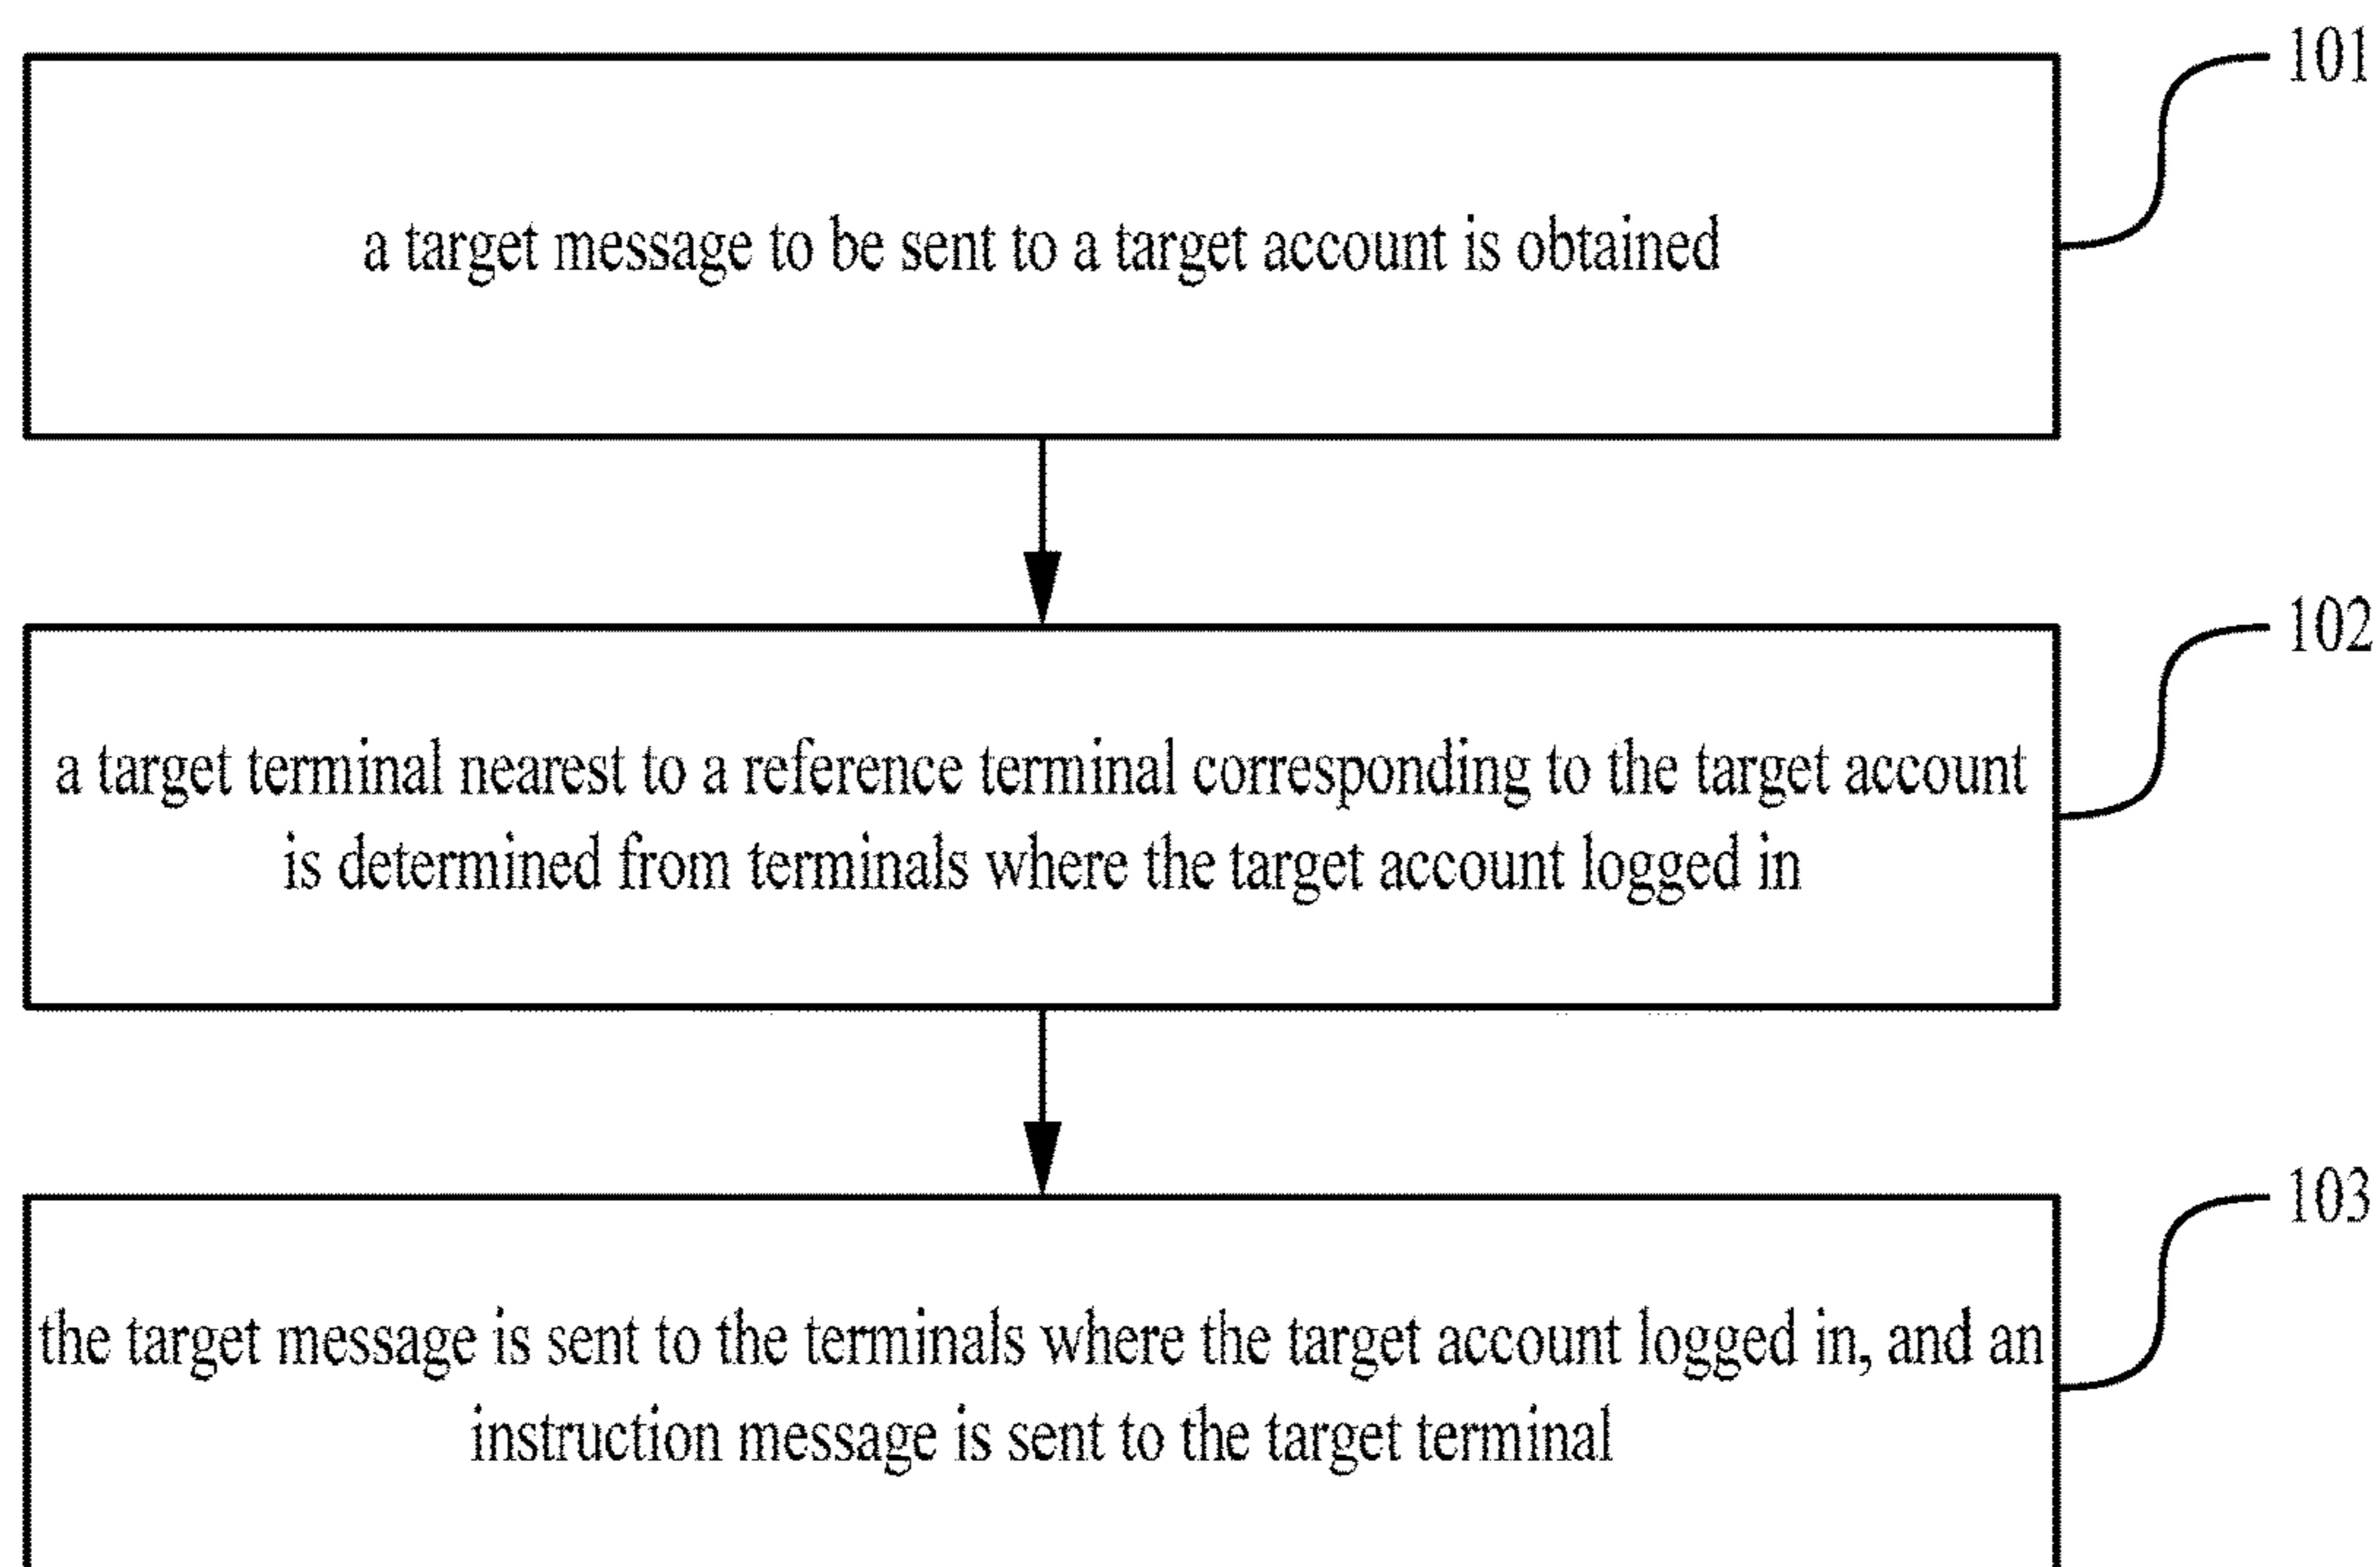 101
a target message to be sent to a target account is obtained
102
a target terminal nearest to a reference terminal corresponding to the target account
is determined from terminals where the target account logged in
103
the target message is sent to the terminals where the target account logged in, and an
instruction message is sent to the target terminal